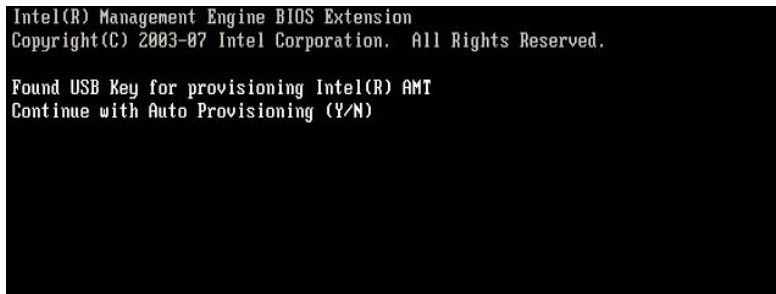 Intel(R) Management Engine BIOS Extension
Copyright(C) 2003-07 Intel Corporation.  All Rights Reserved.
Found USB Key for provisioning Intel(R) AMT
Continue with Auto Provisioning (Y/N)